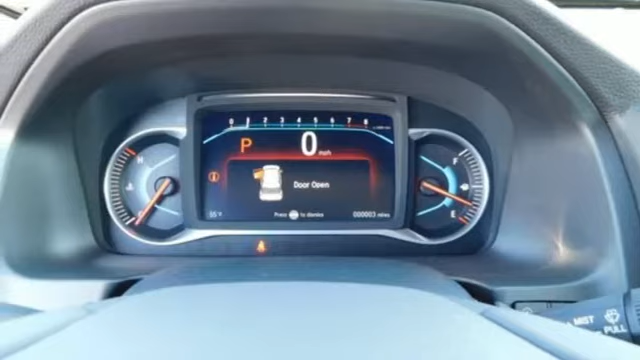 0 1 2 3 4 5 6 7 8
P 0 mph
H F
Door Open
C E
55°F Press to dismiss 000003 miles
MIST
PULL